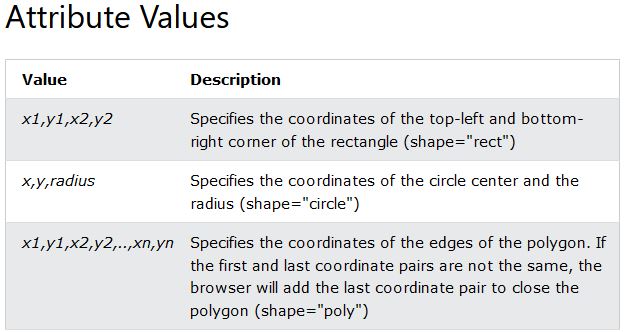 Attribute Values
Value Description
x1,y1,x2,y2 Specifies the coordinates of the top-left and bottom-
right corner of the rectangle (shape="rect")
x,y,radius Specifies the coordinates of the circle center and the
radius (shape="circle")
x1,y1,x2,y2,..,xn,yn Specifies the coordinates of the edges of the polygon. If
the first and last coordinate pairs are not the same, the
browser will add the last coordinate pair to close the
polygon (shape="poly")